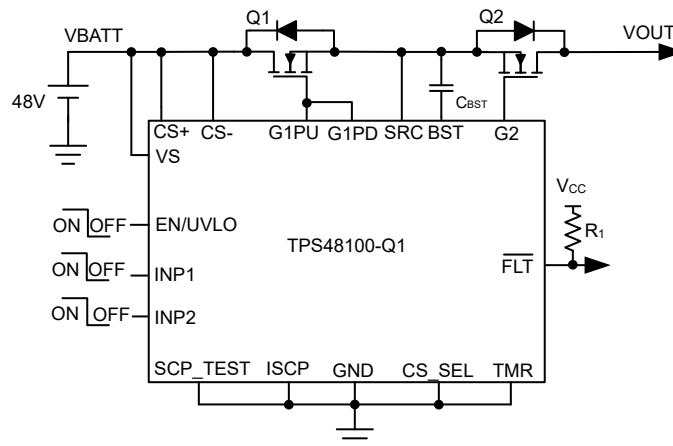 Q1
Q2
VBATT
VOUT
48V
CBST
CS+
CS-
G1PU
G1PD
SRC
BST
G2
VS
VCC
ON
OFF
EN/UVLO
R1
TPS48100-Q1
FLT
ON
OFF
INP1
ON
OFF
INP2
SCP_TEST
ISCP
GND
CS_SEL
TMR